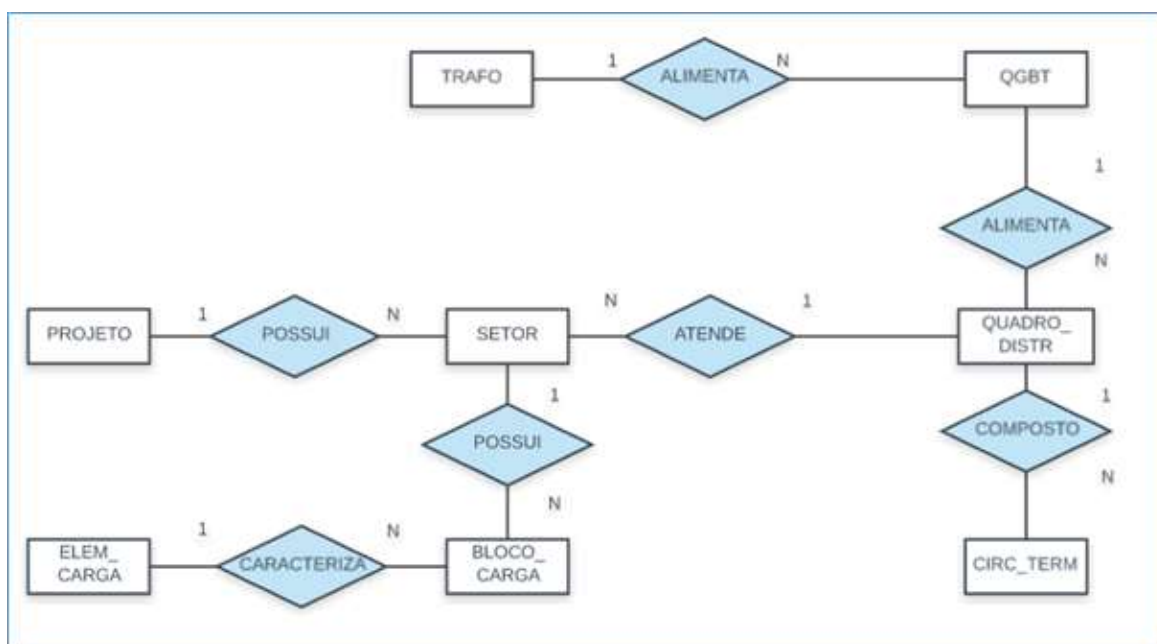 1
N
TRAFO
ALIMENTA
QGBT
1
ALIMENTA
N
1
N
N
1
PROJETO
POSSUI
SETOR
ATENDE
QUADRO_
DISTR
1
1
COMPOSTO
POSSUI
N
N
1
N
ELEM_
CARGA
CARACTERIZA
BLOCO_
CARGA
CIRC_TERM